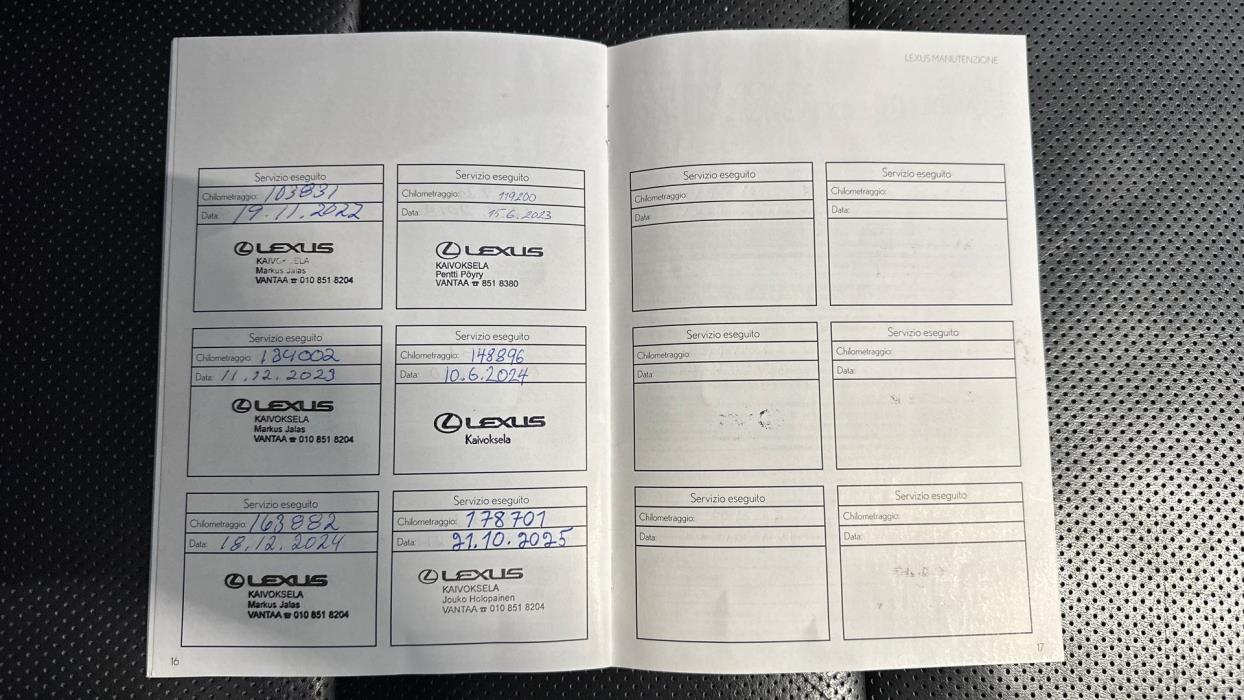 LEXUS MANUTENZIONE
Servizio eseguito
Chilometraggio: 103831
Data: 19.11.2022
LEXUS
KAIVOKSELA
Markus Jalas
VANTAA ☎ 010 851 8204
Servizio eseguito
Chilometraggio: 119200
Data: 15.6.2023
LEXUS
KAIVOKSELA
Pentti Pöyry
VANTAA ☎ 851 8380
Servizio eseguito
Chilometraggio: 134002
Data: 11.12.2023
LEXUS
KAIVOKSELA
Markus Jalas
VANTAA ☎ 010 851 8204
Servizio eseguito
Chilometraggio: 148896
Data: 10.6.2024
LEXUS
Kaivoksela
Servizio eseguito
Chilometraggio: 163882
Data: 18.12.2024
LEXUS
KAIVOKSELA
Markus Jalas
VANTAA ☎ 010 851 8204
Servizio eseguito
Chilometraggio: 178701
Data: 21.10.2025
LEXUS
KAIVOKSELA
Jouko Holopainen
VANTAA ☎ 010 851 8204
16
Servizio eseguito
Chilometraggio:
Data:
Servizio eseguito
Chilometraggio:
Data:
Servizio eseguito
Chilometraggio:
Data:
Servizio eseguito
Chilometraggio:
Data:
Servizio eseguito
Chilometraggio:
Data:
Servizio eseguito
Chilometraggio:
Data:
17